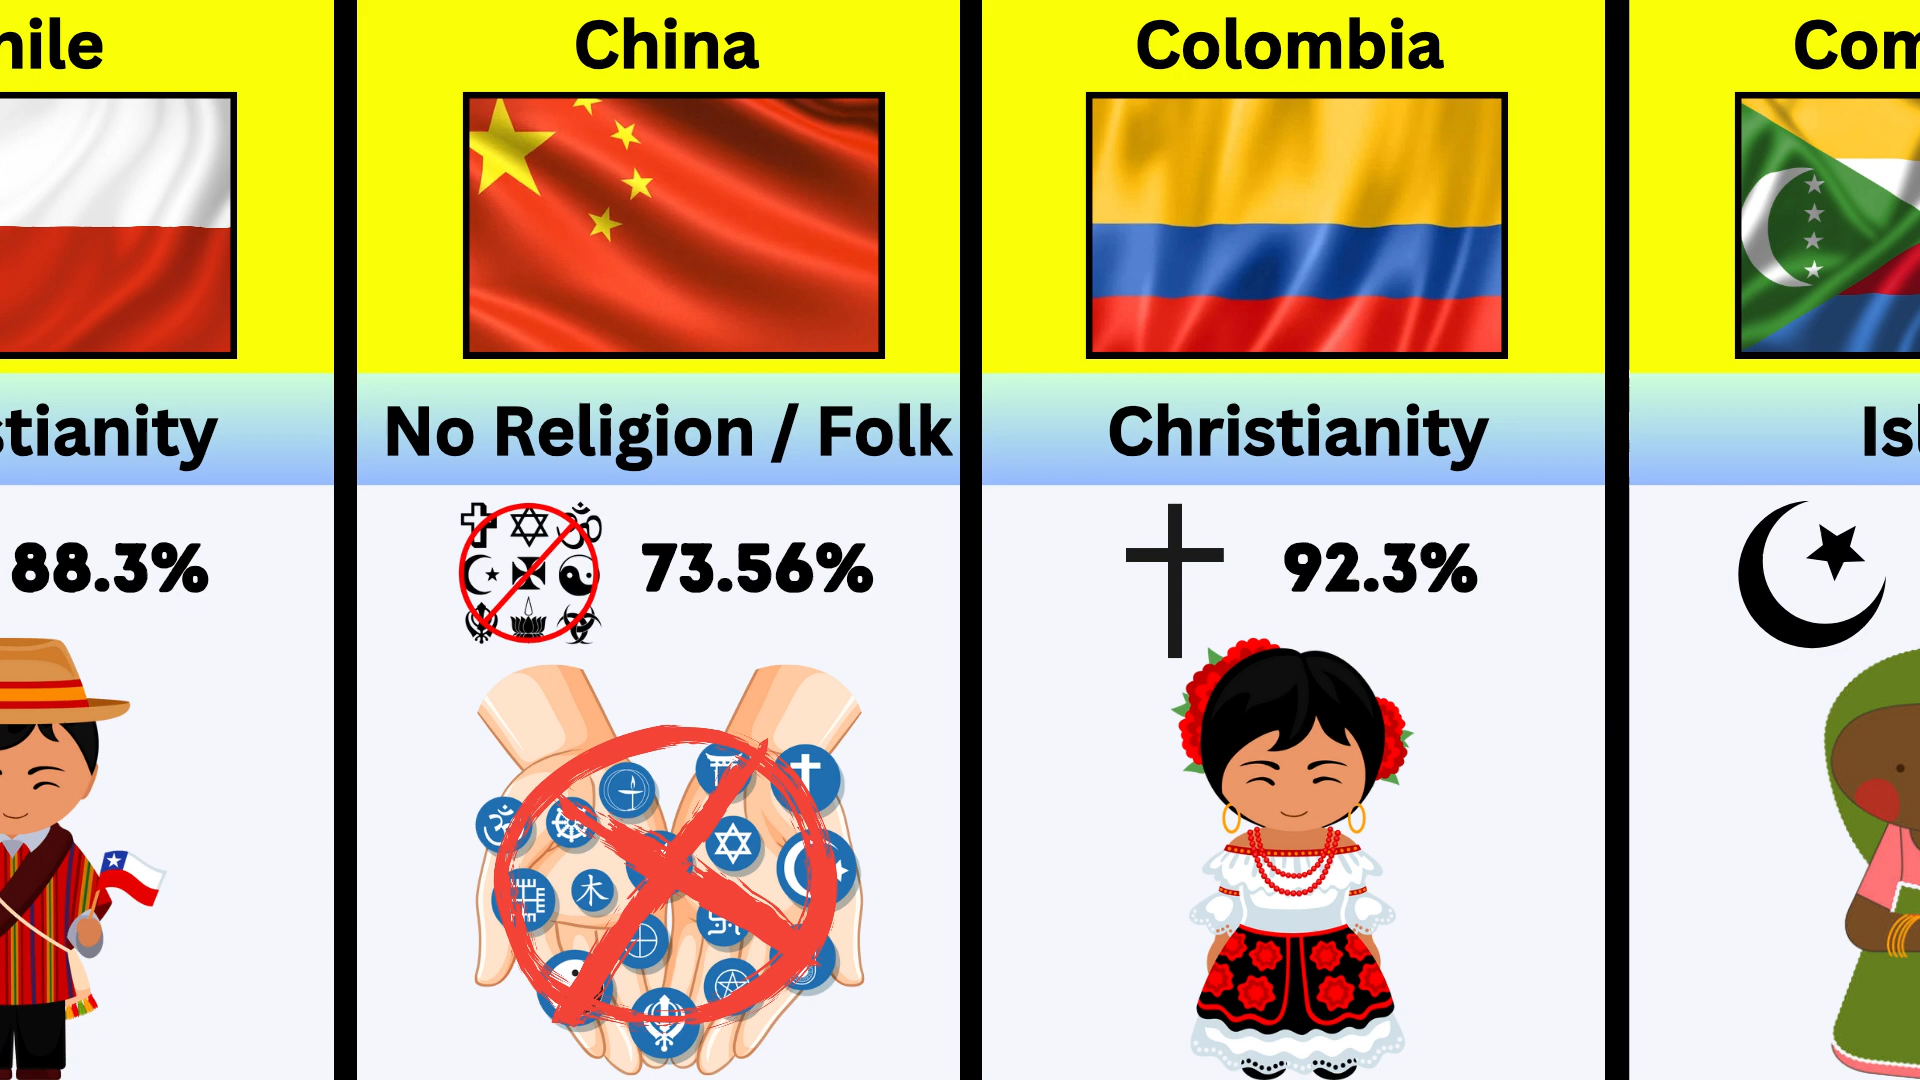 hile
stianity
88.3%
China
No Religion / Folk
73.56%
Colombia
Christianity
92.3%
Com
Isl